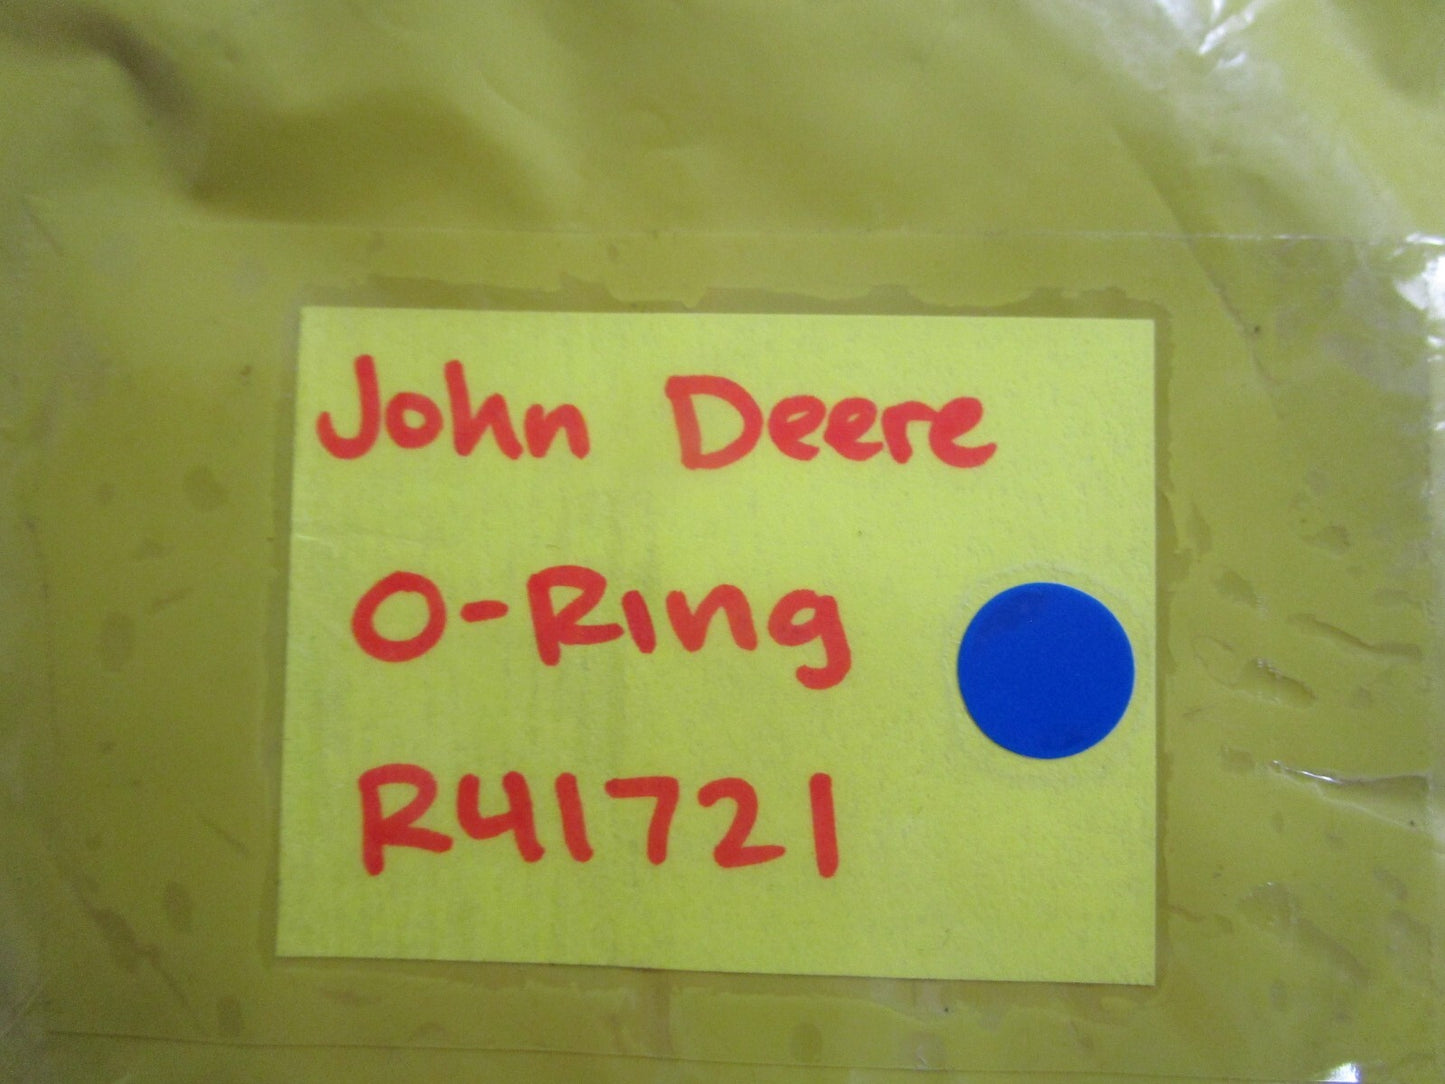 John Deere
O-Ring
R41721